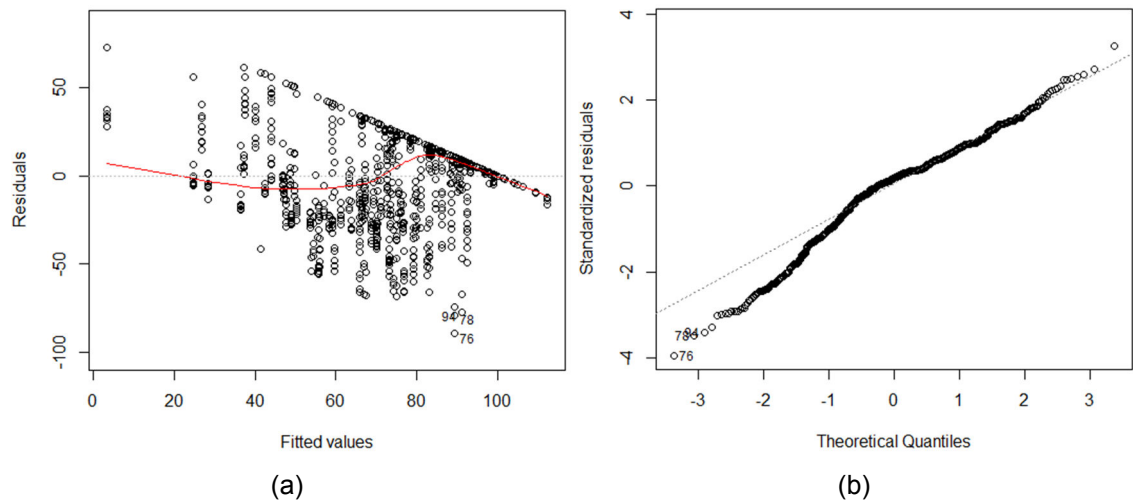 50
0
-50
-100
Residuals
94
78
76
0 20 40 60 80 100
Fitted values
(a)
4
2
0
-2
-4
Standardized residuals
78 94
76
-3 -2 -1 0 1 2 3
Theoretical Quantiles
(b)